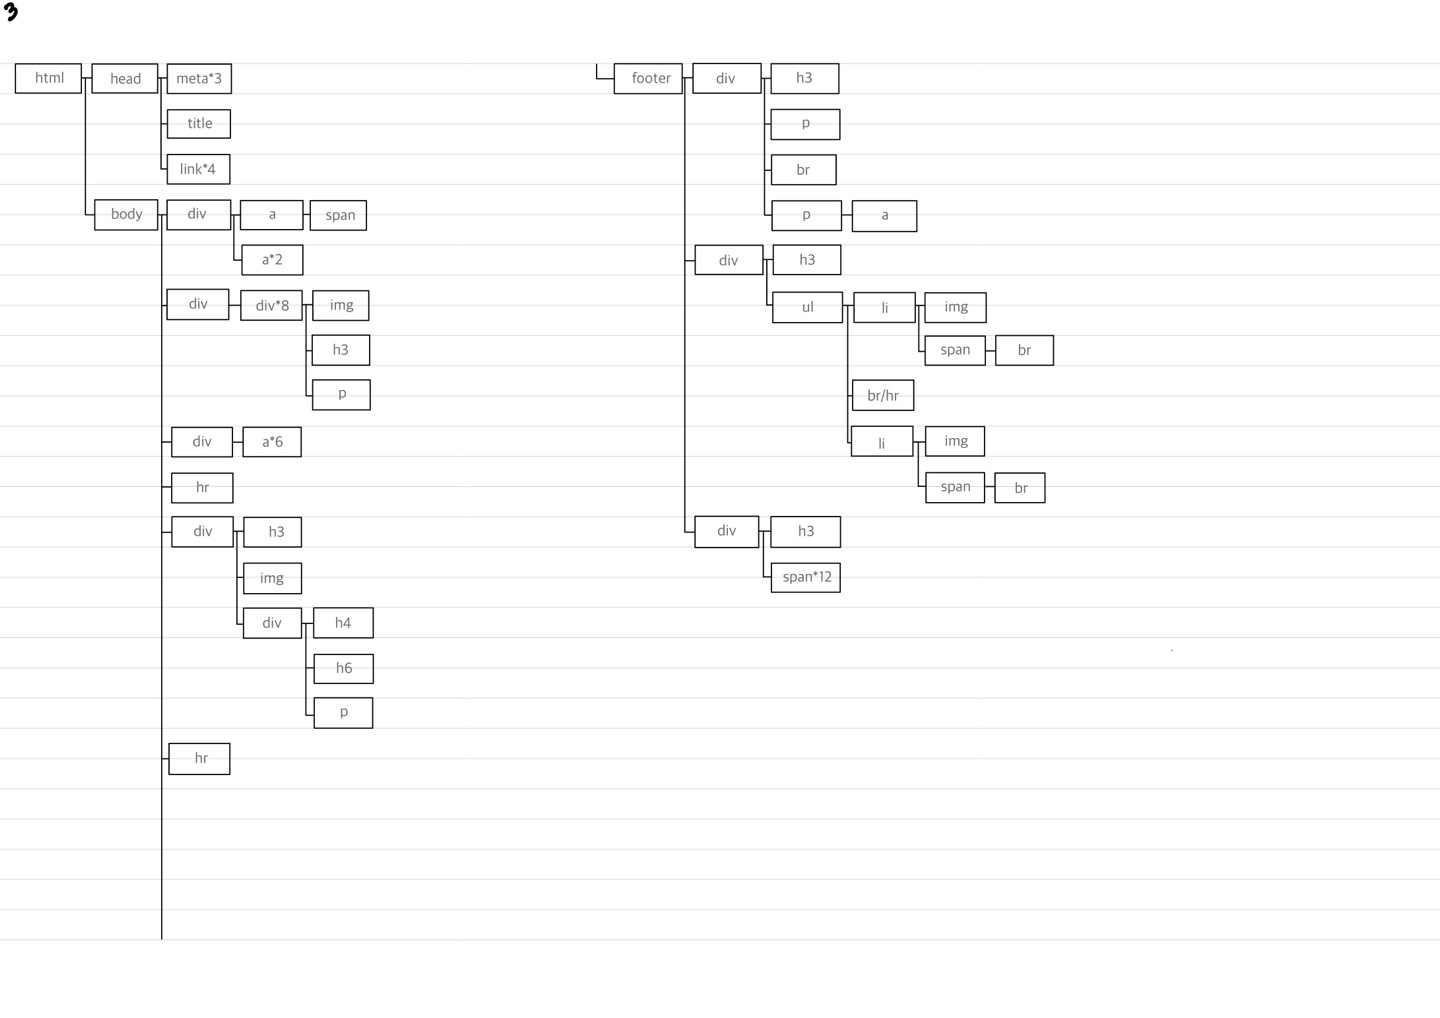 3
html head meta*3
title
link*4
body div a span
a*2
div div*8 img
h3
p
div a*6
hr
div h3
img
div h4
h6
p
hr
footer div h3
p
br
p a
div h3
ul li img
span br
br/hr
li img
span br
div h3
span*12